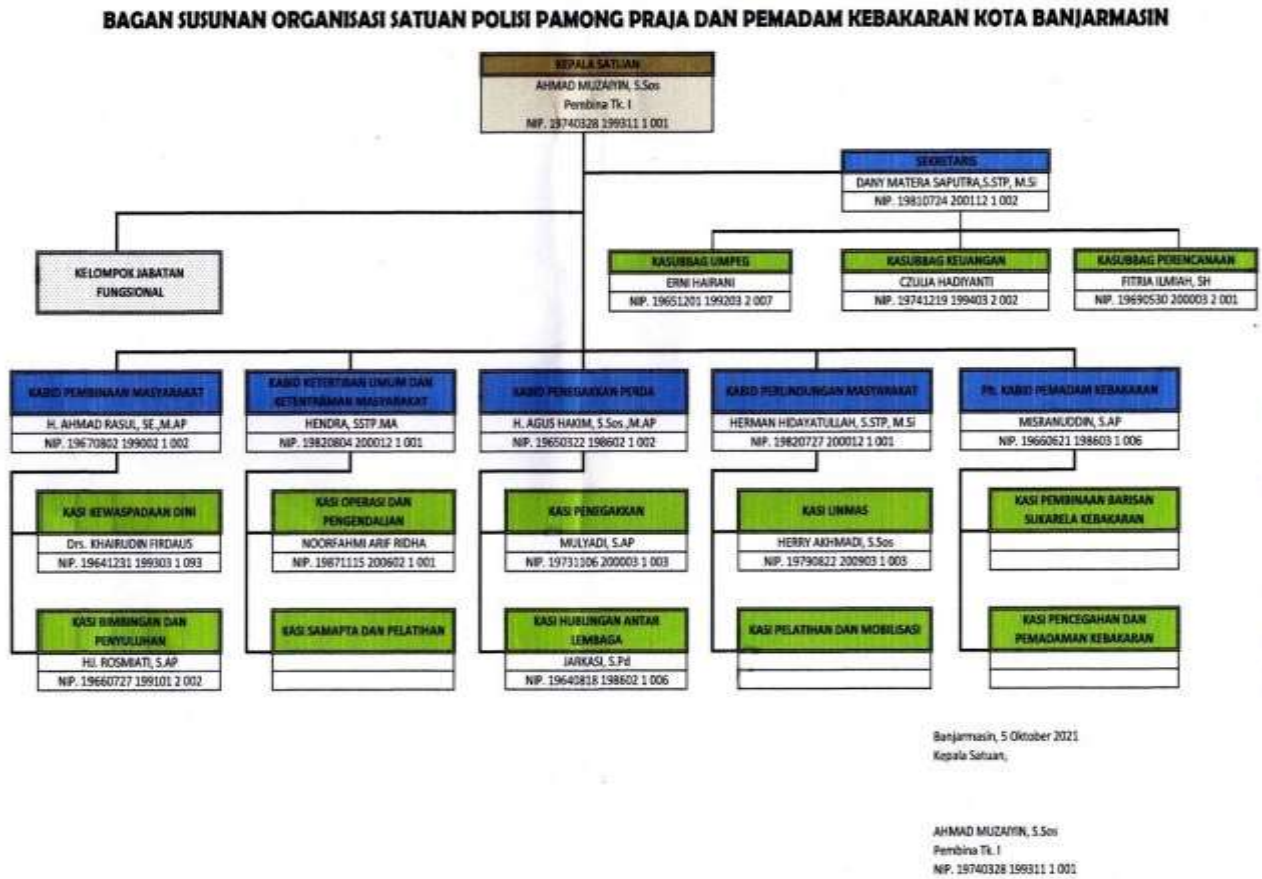 BAGAN SUSUNAN ORGANISASI SATUAN POLISI PAMONG PRAJA DAN PEMADAM KEBAKARAN KOTA BANJARMASIN
KEPALA SATUAN
AHMAD MUZAIYIN, S.Sos
Pembina Tk. I
NIP. 19740328 199311 1 001
SEKRETARIS
DANY MATERA SAPUTRA,S.STP, M.Si
NIP. 19810724 200112 1 002
KELOMPOK JABATAN
FUNGSIONAL
KASUBBAG UMPEG
ERNI HAIRANI
NIP. 19651201 199203 2 007
KASUBBAG KEUANGAN
CZULIA HADIYANTI
NIP. 19741219 199403 2 002
KASUBBAG PERENCANAAN
FITRIA ILMIAH, SH
NIP. 19690530 200003 2 001
KABID PEMBINAAN MASYARAKAT
H. AHMAD RASUL, SE.,M.AP
NIP. 19670802 199002 1 002
KABID KETERTIBAN UMUM DAN
KETENTRAMAN MASYARAKAT
HENDRA, SSTP.MA
NIP. 19820804 200012 1 001
KABID PENEGAKKAN PERDA
H. AGUS HAKIM, S.Sos.,M.AP
NIP. 19650322 198602 1 002
KABID PERLINDUNGAN MASYARAKAT
HERMAN HIDAYATULLAH, S.STP, M.Si
NIP. 19820727 200012 1 001
Plt. KABID PEMADAM KEBAKARAN
MISRANUDDIN, S.AP
NIP. 19660621 198603 1 006
KASI KEWASPADAAN DINI
Drs. KHAIRUDIN FIRDAUS
NIP. 19641231 199303 1 093
KASI OPERASI DAN
PENGENDALIAN
NOORFAHMI ARIF RIDHA
NIP. 19871115 200602 1 001
KASI PENEGAKKAN
MULYADI, S.AP
NIP. 19731106 200003 1 003
KASI LINMAS
HERRY AKHMADI, S.Sos
NIP. 19790822 200903 1 003
KASI PEMBINAAN BARISAN
SUKARELA KEBAKARAN
KASI BIMBINGAN DAN
PENYULUHAN
HJ. ROSMIATI, S.AP
NIP. 19660727 199101 2 002
KASI SAMAPTA DAN PELATIHAN
KASI HUBUNGAN ANTAR
LEMBAGA
JARKASI, S.Pd
NIP. 19640818 198602 1 006
KASI PELATIHAN DAN MOBILISASI
KASI PENCEGAHAN DAN
PEMADAMAN KEBAKARAN
Banjarmasin, 5 Oktober 2021
Kepala Satuan,
AHMAD MUZAIYIN, S.Sos
Pembina Tk. I
NIP. 19740328 199311 1 001